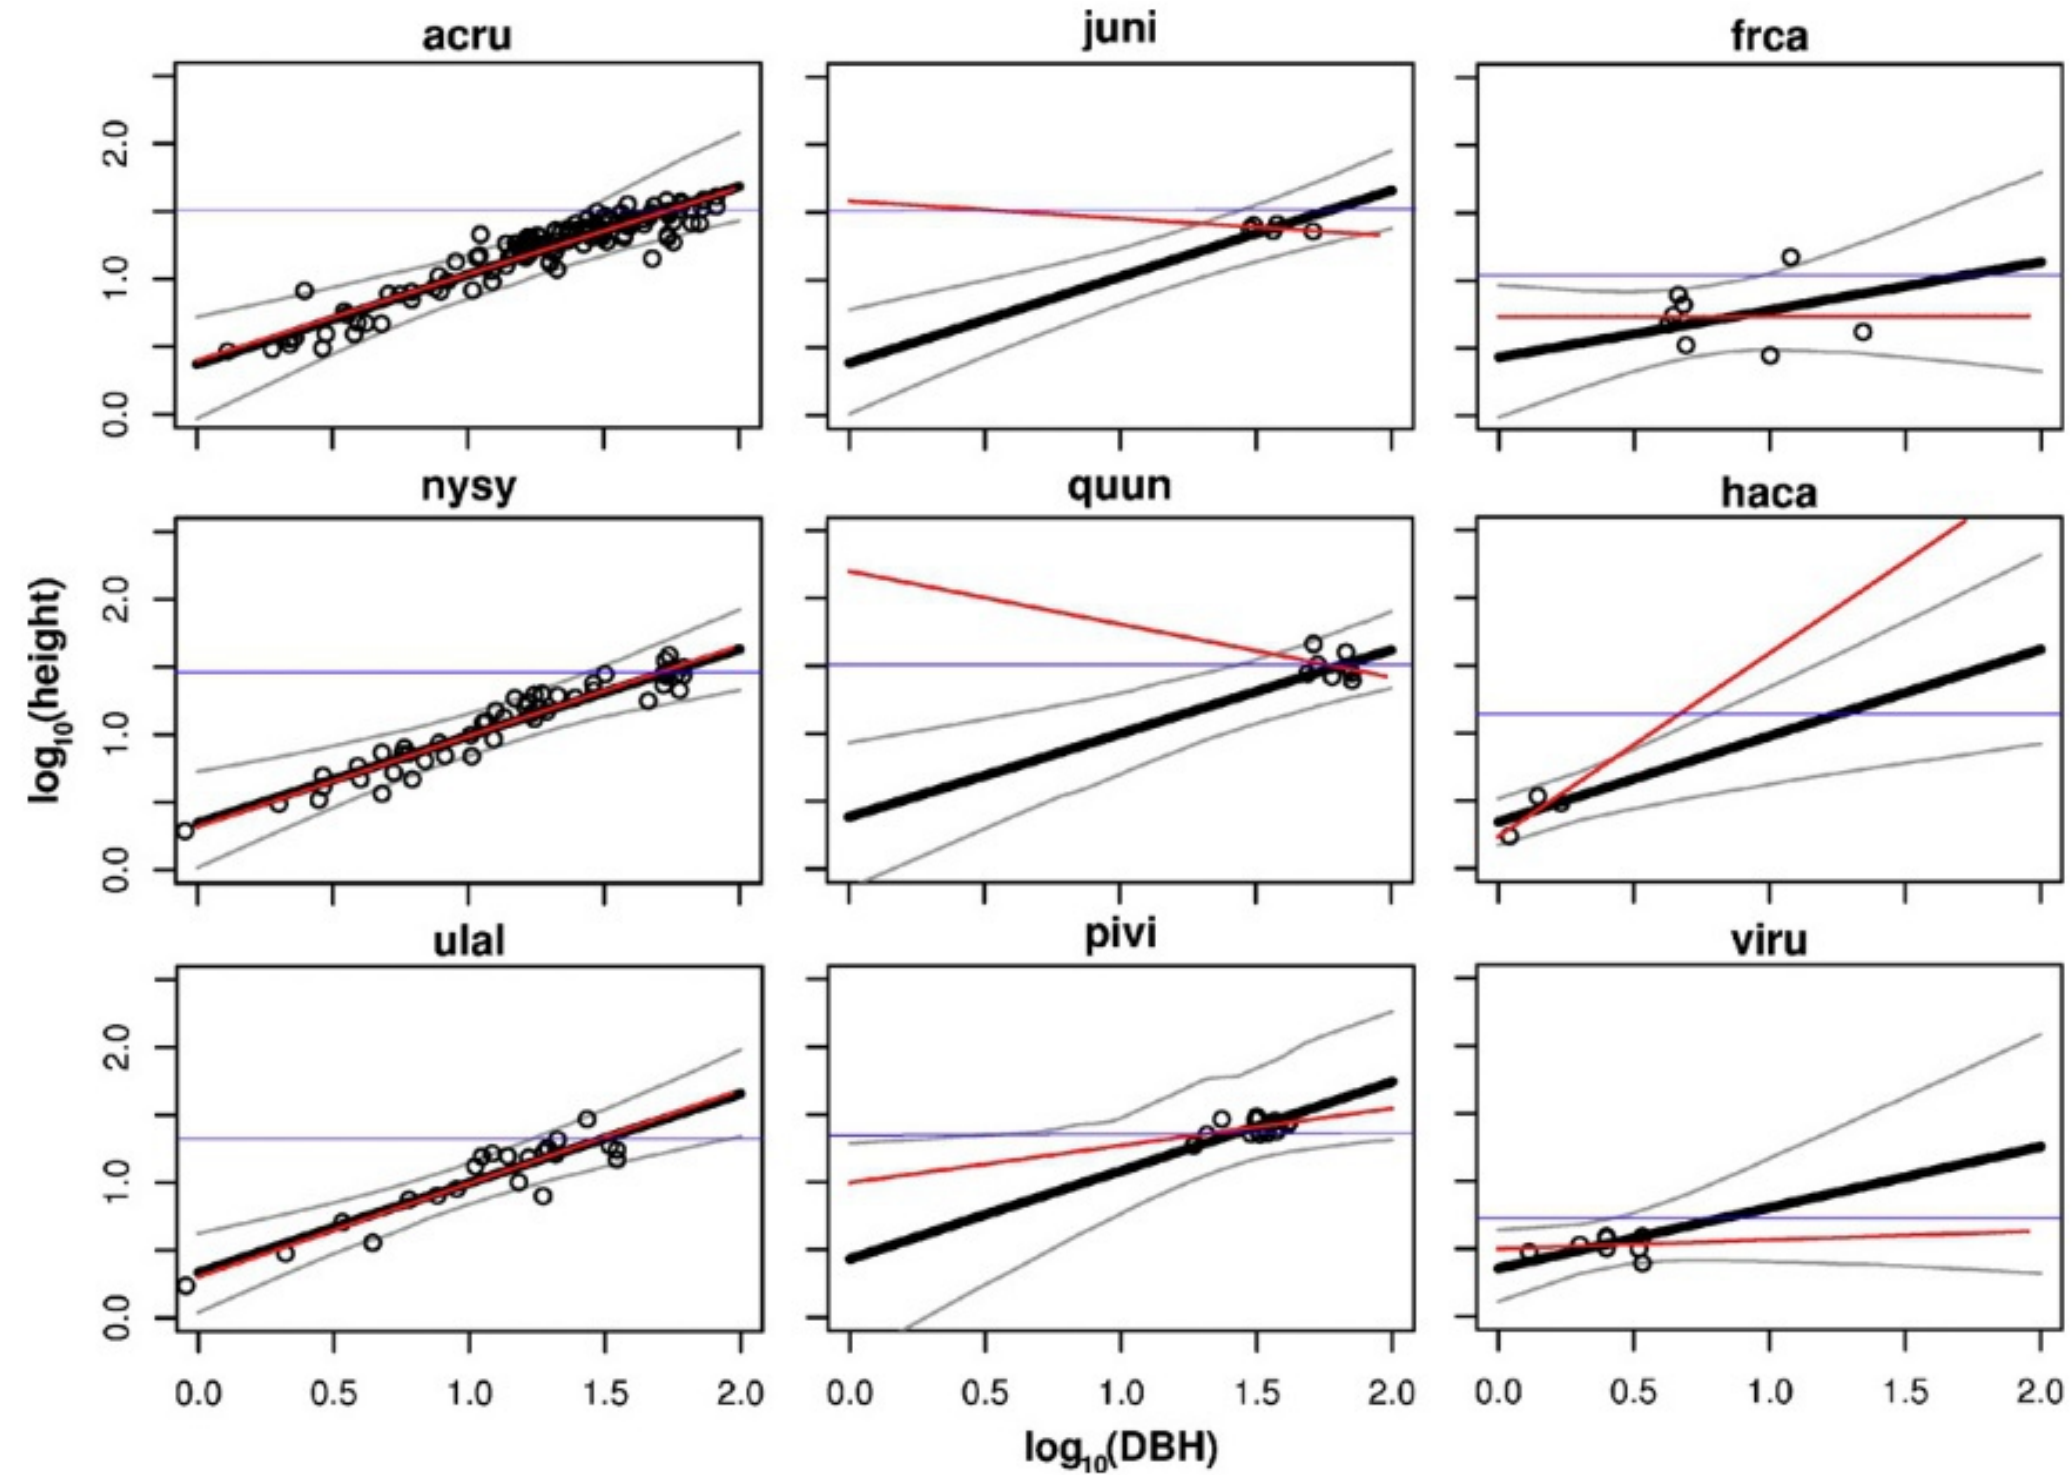 acru juni frca
2.0
1.0
0.0
nysy quun haca
log10(height)
2.0
1.0
0.0
ulal pivi viru
2.0
1.0
0.0
0.0 0.5 1.0 1.5 2.0 0.0 0.5 1.0 1.5 2.0 0.0 0.5 1.0 1.5 2.0
log10(DBH)